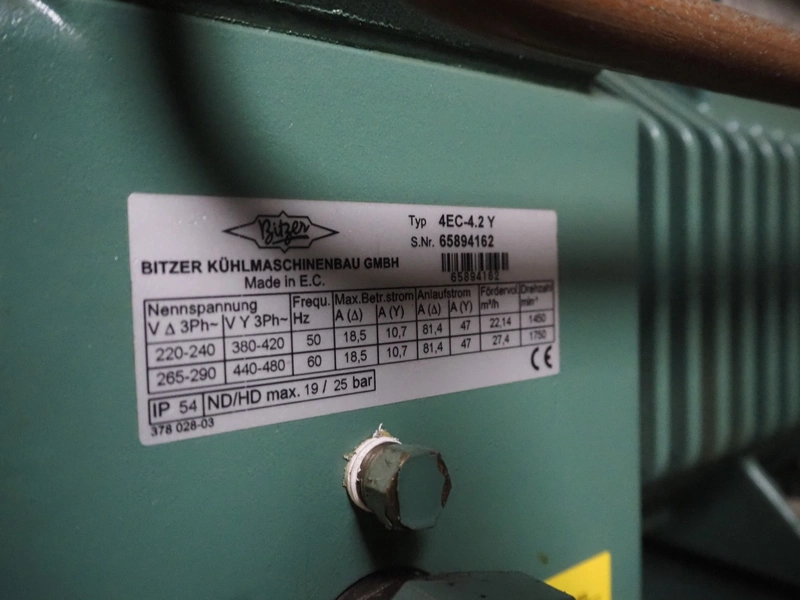 Bitzer
Typ 4EC-4.2 Y
S.Nr. 65894162
65894162
BITZER KÜHLMASCHINENBAU GMBH
Made in E.C.
Nennspannung Frequ. Max.Betr.strom Anlaufstrom Fördervol. Drehzahl
V Δ 3Ph~ V Y 3Ph~ Hz A (Δ) A (Y) A (Δ) A (Y) m³/h min⁻¹
220-240 380-420 50 18,5 10,7 81,4 47 22,14 1450
265-290 440-480 60 18,5 10,7 81,4 47 27,4 1750
IP 54 ND/HD max. 19 / 25 bar
CE
378 028-03